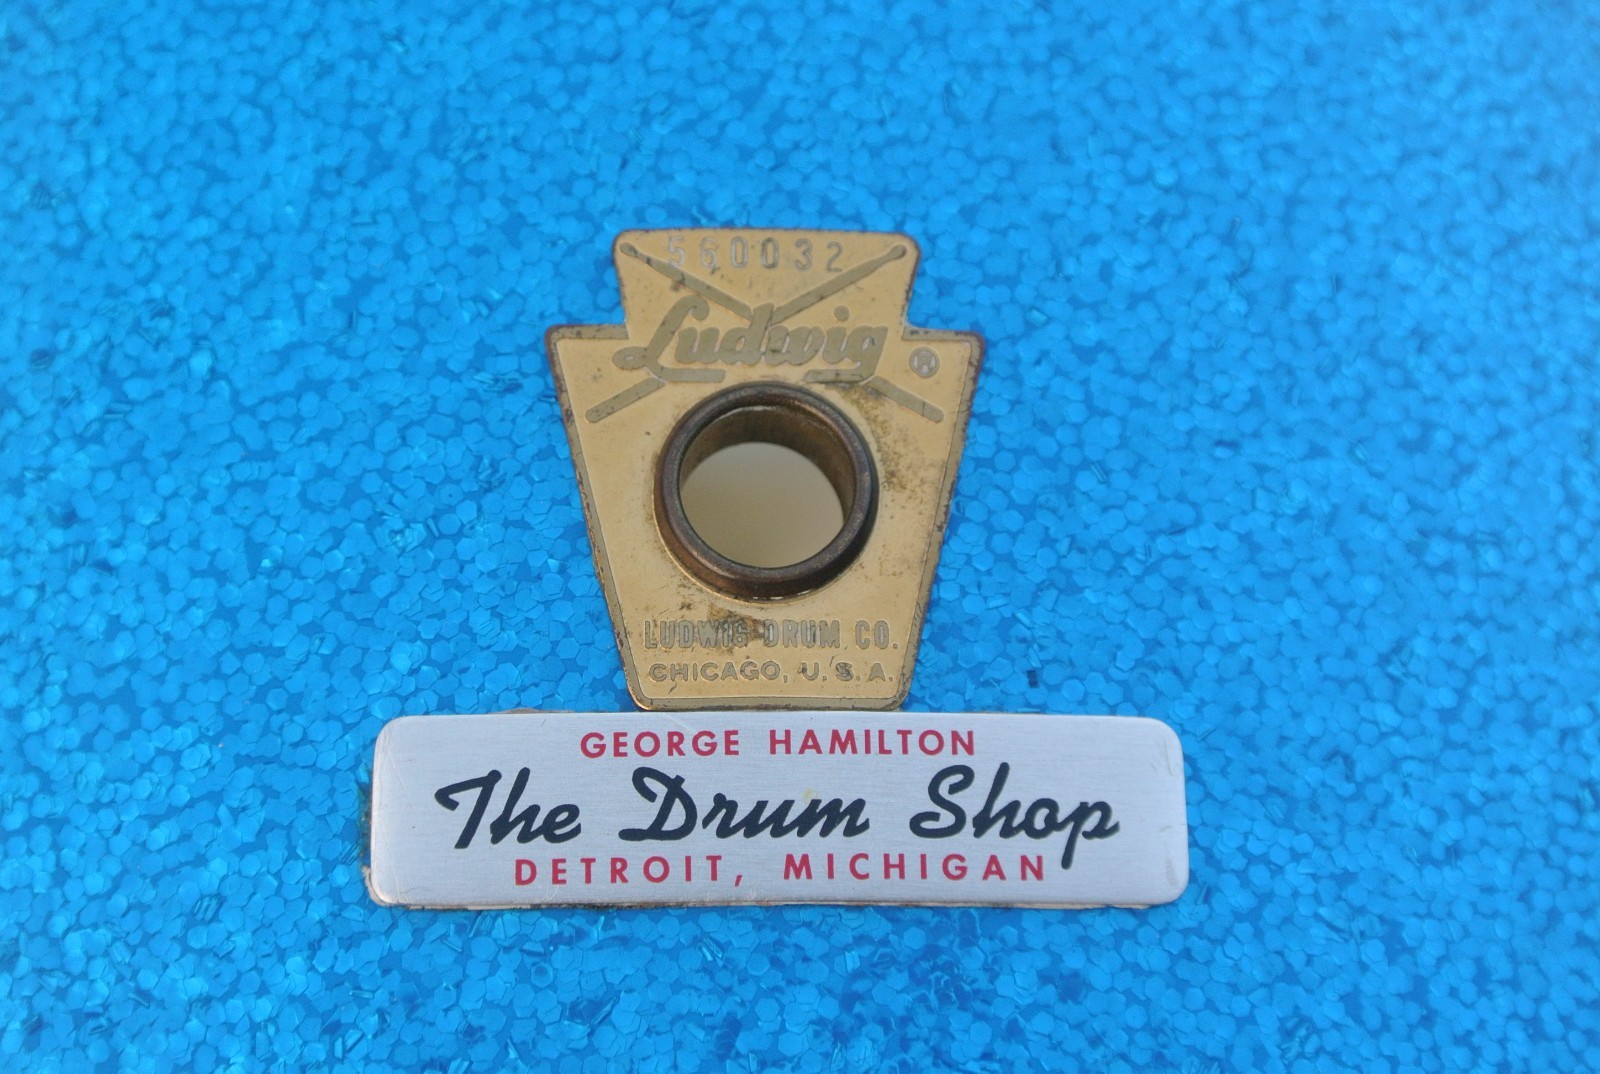 560032
Ludwig ®
LUDWIG DRUM CO.
CHICAGO, U.S.A.
GEORGE HAMILTON
The Drum Shop
DETROIT, MICHIGAN